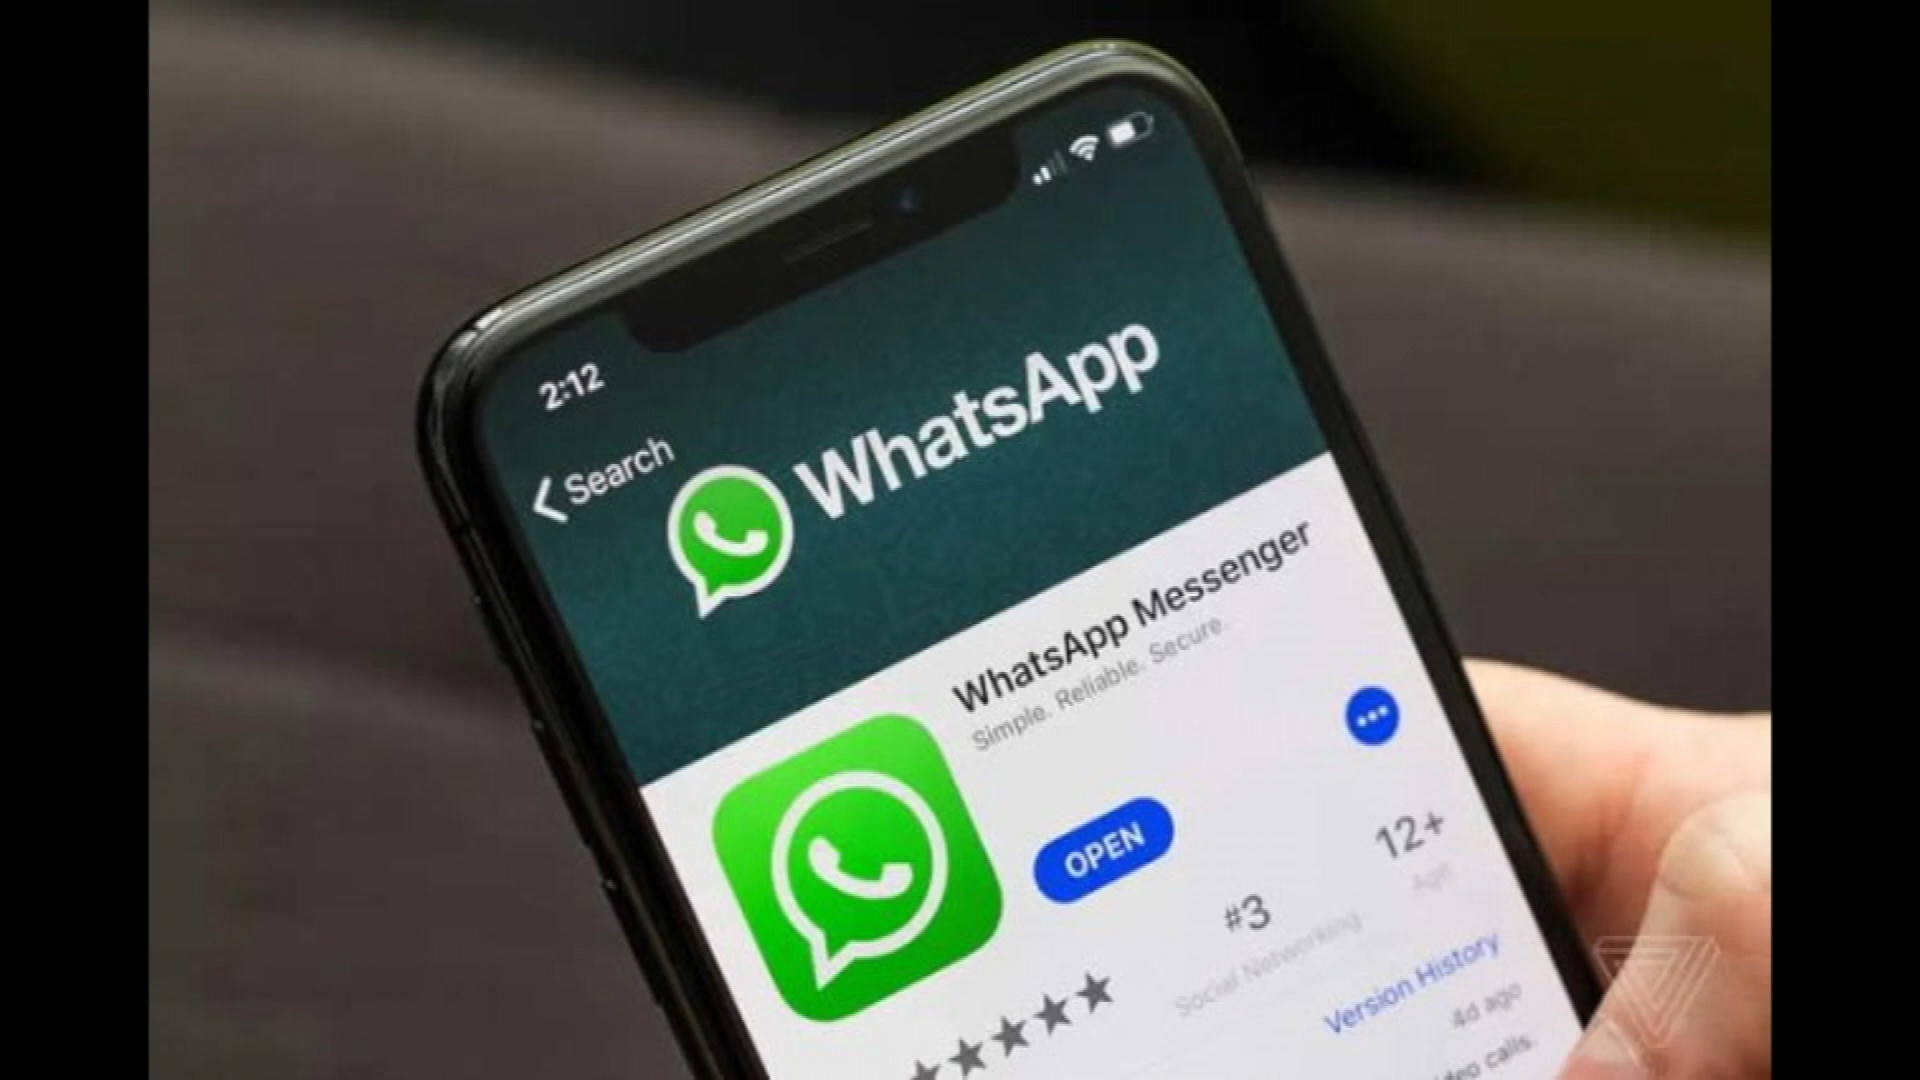 2:12
Search
WhatsApp
WhatsApp Messenger
Simple. Reliable. Secure.
OPEN
12+
Age
#3
Social Networking
Version History
4d ago
calls.